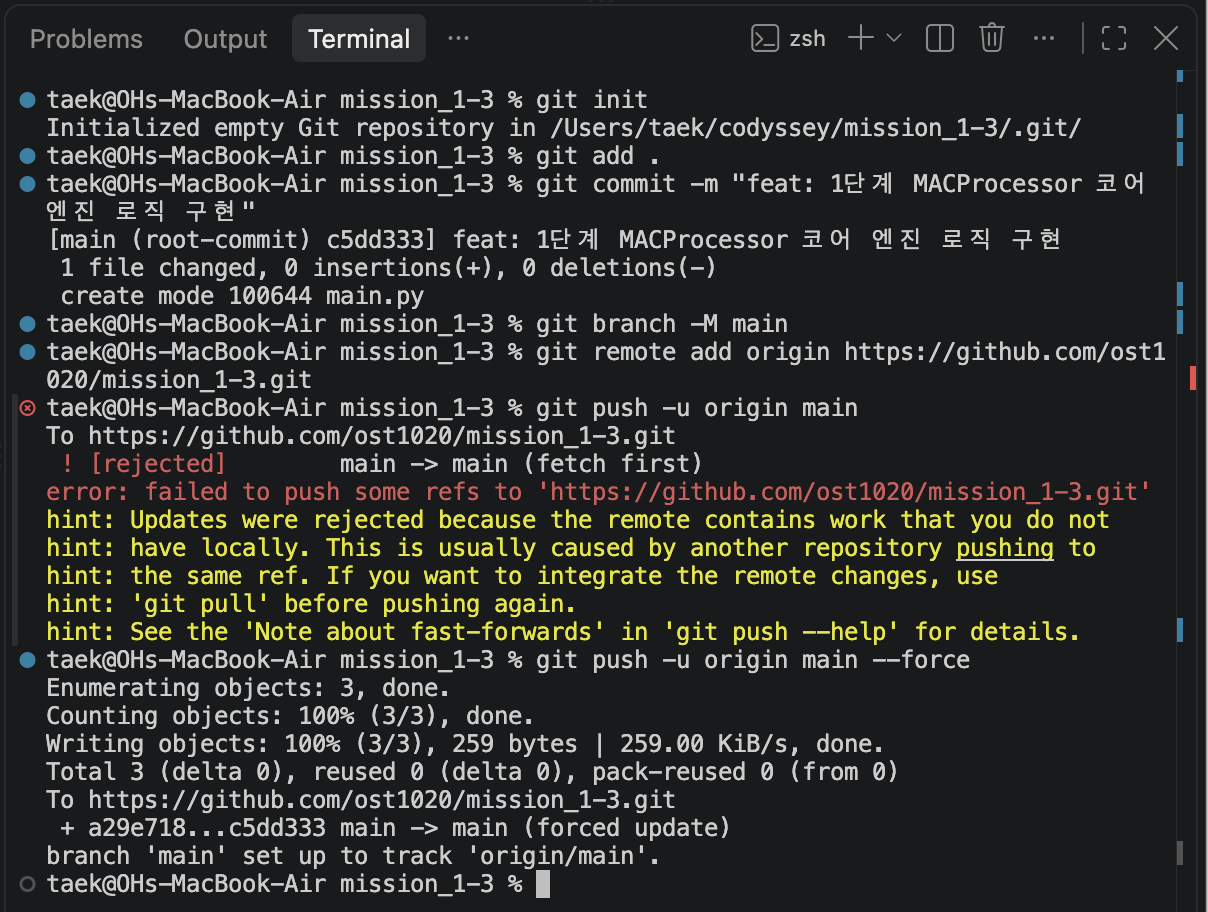 Problems Output Terminal ··· zsh
taek@OHs-MacBook-Air mission_1-3 % git init
Initialized empty Git repository in /Users/taek/codyssey/mission_1-3/.git/
taek@OHs-MacBook-Air mission_1-3 % git add .
taek@OHs-MacBook-Air mission_1-3 % git commit -m "feat: 1단계 MACProcessor 코어
엔진 로직 구현"
[main (root-commit) c5dd333] feat: 1단계 MACProcessor 코어 엔진 로직 구현
 1 file changed, 0 insertions(+), 0 deletions(-)
 create mode 100644 main.py
taek@OHs-MacBook-Air mission_1-3 % git branch -M main
taek@OHs-MacBook-Air mission_1-3 % git remote add origin https://github.com/ost1
020/mission_1-3.git
taek@OHs-MacBook-Air mission_1-3 % git push -u origin main
To https://github.com/ost1020/mission_1-3.git
 ! [rejected]        main -> main (fetch first)
error: failed to push some refs to 'https://github.com/ost1020/mission_1-3.git'
hint: Updates were rejected because the remote contains work that you do not
hint: have locally. This is usually caused by another repository pushing to
hint: the same ref. If you want to integrate the remote changes, use
hint: 'git pull' before pushing again.
hint: See the 'Note about fast-forwards' in 'git push --help' for details.
taek@OHs-MacBook-Air mission_1-3 % git push -u origin main --force
Enumerating objects: 3, done.
Counting objects: 100% (3/3), done.
Writing objects: 100% (3/3), 259 bytes | 259.00 KiB/s, done.
Total 3 (delta 0), reused 0 (delta 0), pack-reused 0 (from 0)
To https://github.com/ost1020/mission_1-3.git
 + a29e718...c5dd333 main -> main (forced update)
branch 'main' set up to track 'origin/main'.
taek@OHs-MacBook-Air mission_1-3 %